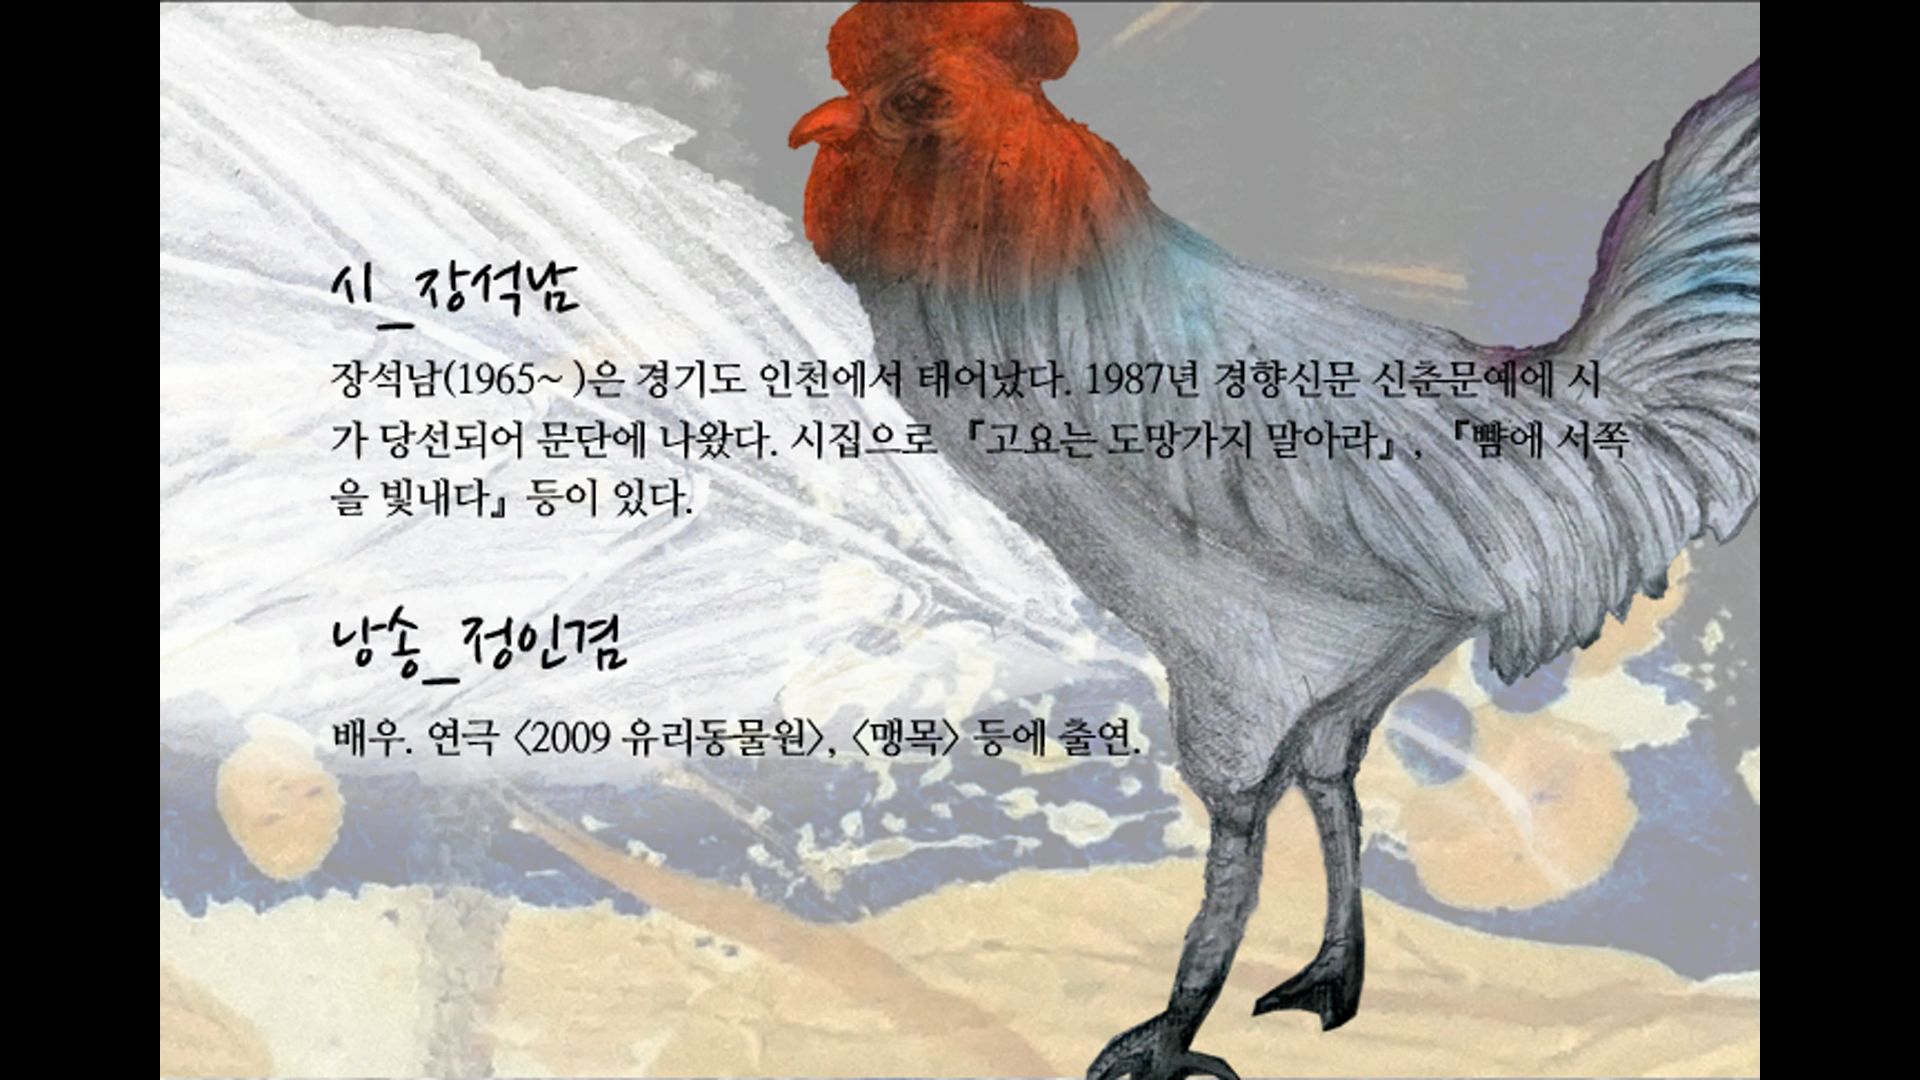 시_장석남
장석남(1965~ )은 경기도 인천에서 태어났다. 1987년 경향신문 신춘문예에 시
가 당선되어 문단에 나왔다. 시집으로 『고요는 도망가지 말아라』, 『뺨에 서쪽
을 빛내다』 등이 있다.
낭송_정인겸
배우. 연극 〈2009 유리동물원〉, 〈맹목〉 등에 출연.